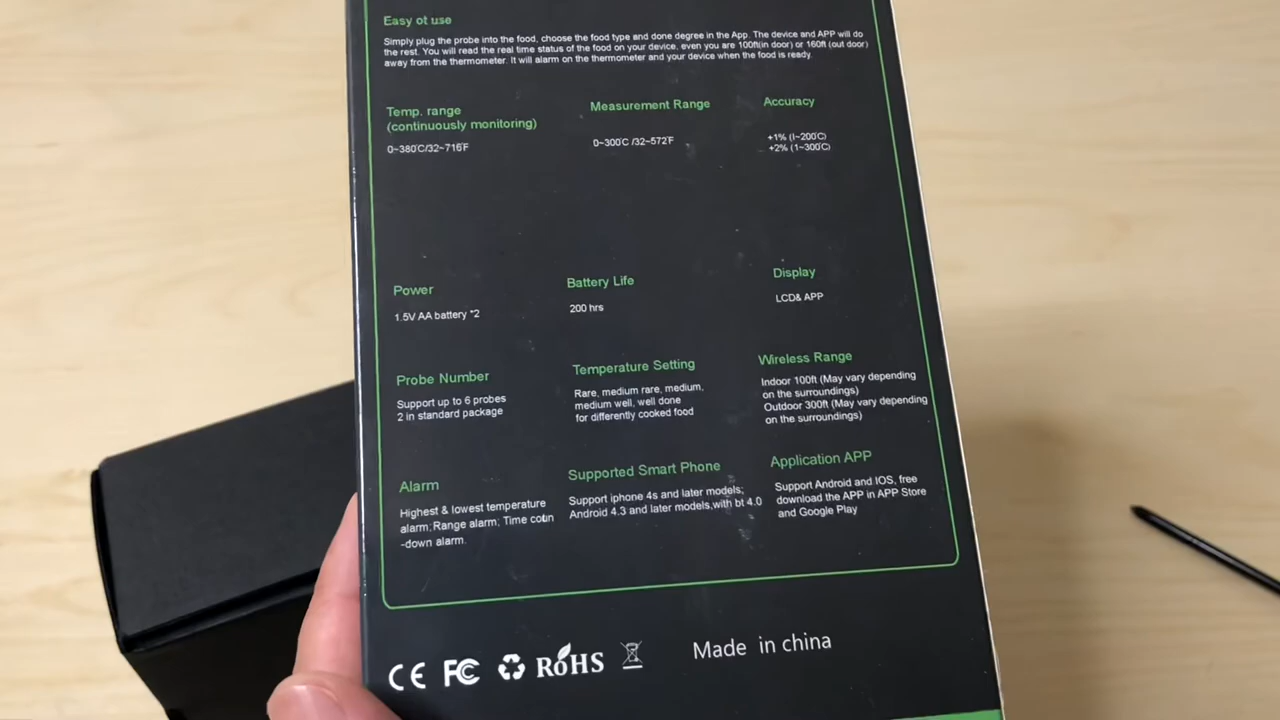 Easy ot use
Simply plug the probe into the food, choose the food type and done degree in the App. The device and APP will do
the rest. You will read the real time status of the food on your device, even you are 100ft(in door) or 160ft (out door)
away from the thermometer. It will alarm on the thermometer and your device when the food is ready.
Temp. range
(continuously monitoring)
0~380℃/32~716℉
Measurement Range
0~300℃ /32~572℉
Accuracy
+1% (I~200℃)
+2% (1~300℃)
Power
1.5V AA battery *2
Battery Life
200 hrs
Display
LCD& APP
Probe Number
Support up to 6 probes
2 in standard package
Temperature Setting
Rare, medium rare, medium,
medium well, well done
for differently cooked food
Wireless Range
Indoor 100ft (May vary depending
on the surroundings)
Outdoor 300ft (May vary depending
on the surroundings)
Alarm
Highest & lowest temperature
alarm; Range alarm; Time coun
-down alarm.
Supported Smart Phone
Support iphone 4s and later models;
Android 4.3 and later models,with bt 4.0
Application APP
Support Android and IOS, free
download the APP in APP Store
and Google Play
CE FC RoHS
Made in china